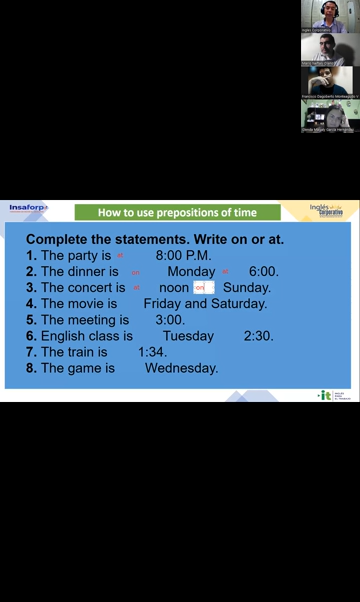 Inglés Corporativo
Insaforp
How to use prepositions of time
Inglés
Corporativo
Complete the statements. Write on or at.
1. The party is at 8:00 P.M.
2. The dinner is on Monday at 6:00.
3. The concert is at noon on Sunday.
4. The movie is Friday and Saturday.
5. The meeting is 3:00.
6. English class is Tuesday 2:30.
7. The train is 1:34.
8. The game is Wednesday.
it